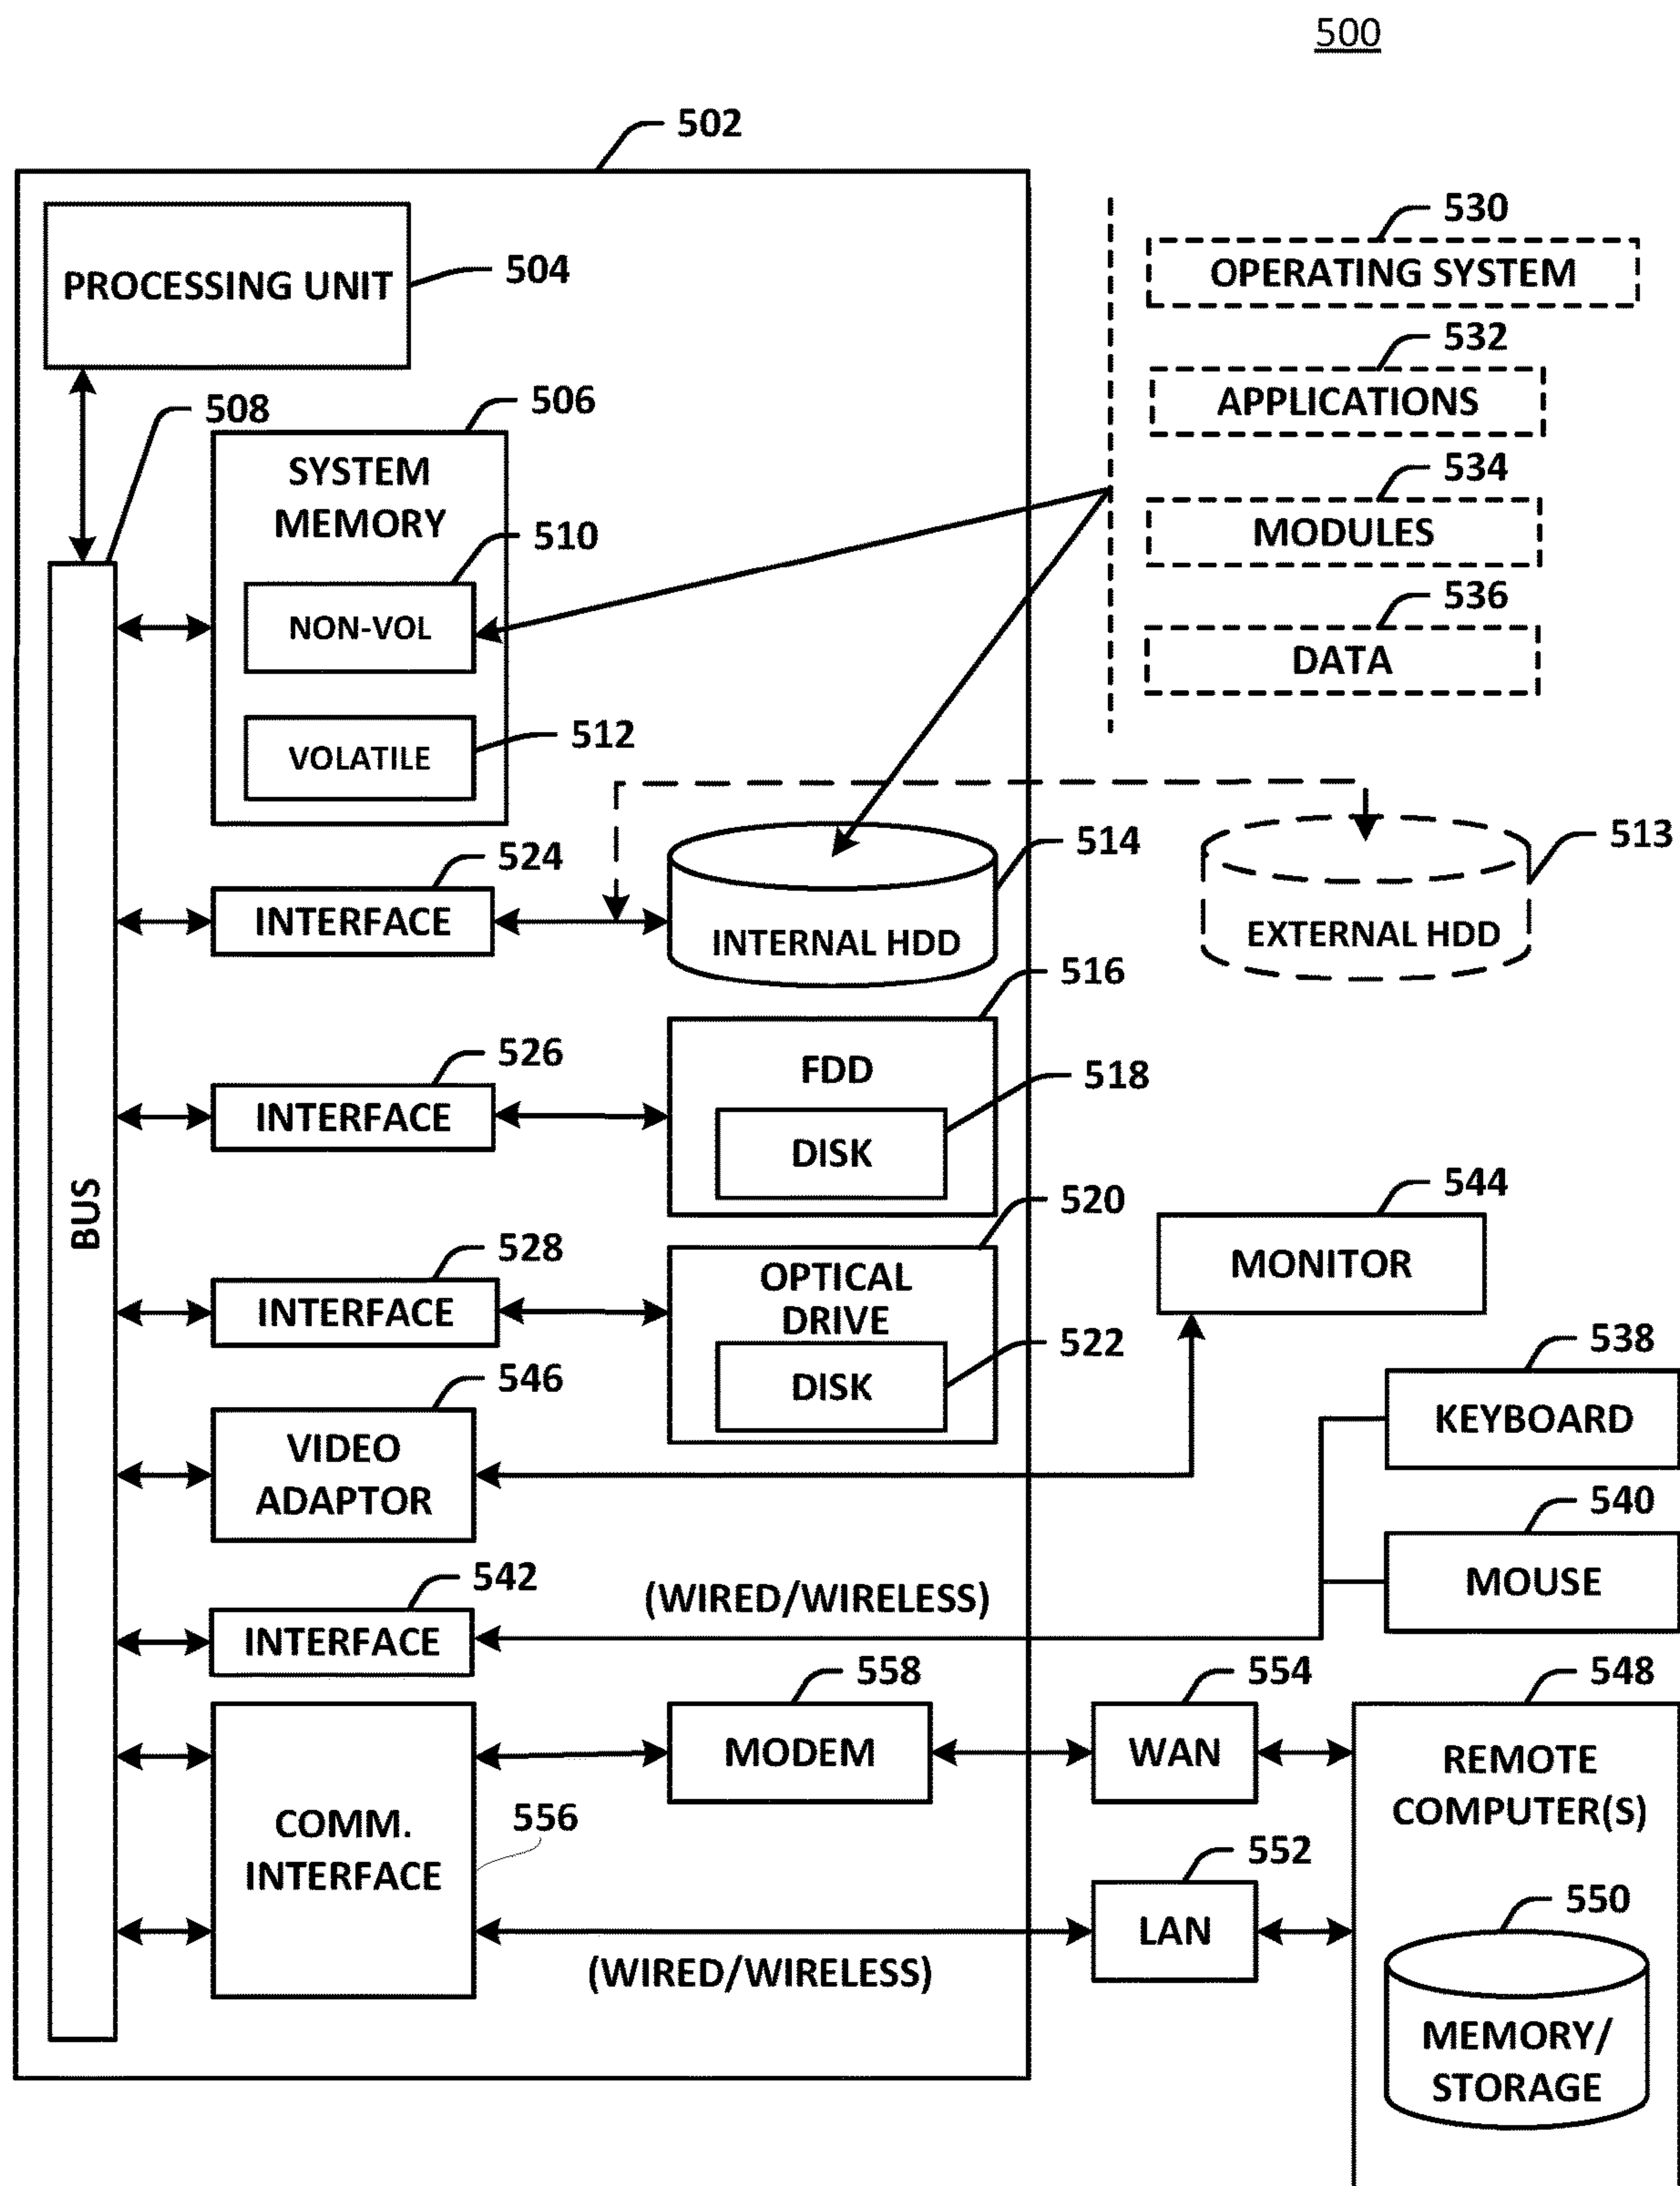 500
502
530
OPERATING SYSTEM
PROCESSING UNIT
504
532
APPLICATIONS
508
506
SYSTEM
MEMORY
534
MODULES
510
NON-VOL
536
DATA
512
VOLATILE
524
INTERFACE
514
INTERNAL HDD
513
EXTERNAL HDD
516
FDD
526
INTERFACE
518
DISK
BUS
520
OPTICAL
DRIVE
544
MONITOR
528
INTERFACE
522
DISK
538
KEYBOARD
546
VIDEO
ADAPTOR
540
MOUSE
542
INTERFACE
(WIRED/WIRELESS)
558
MODEM
554
WAN
548
REMOTE
COMPUTER(S)
COMM.
INTERFACE
556
552
LAN
(WIRED/WIRELESS)
550
MEMORY/
STORAGE